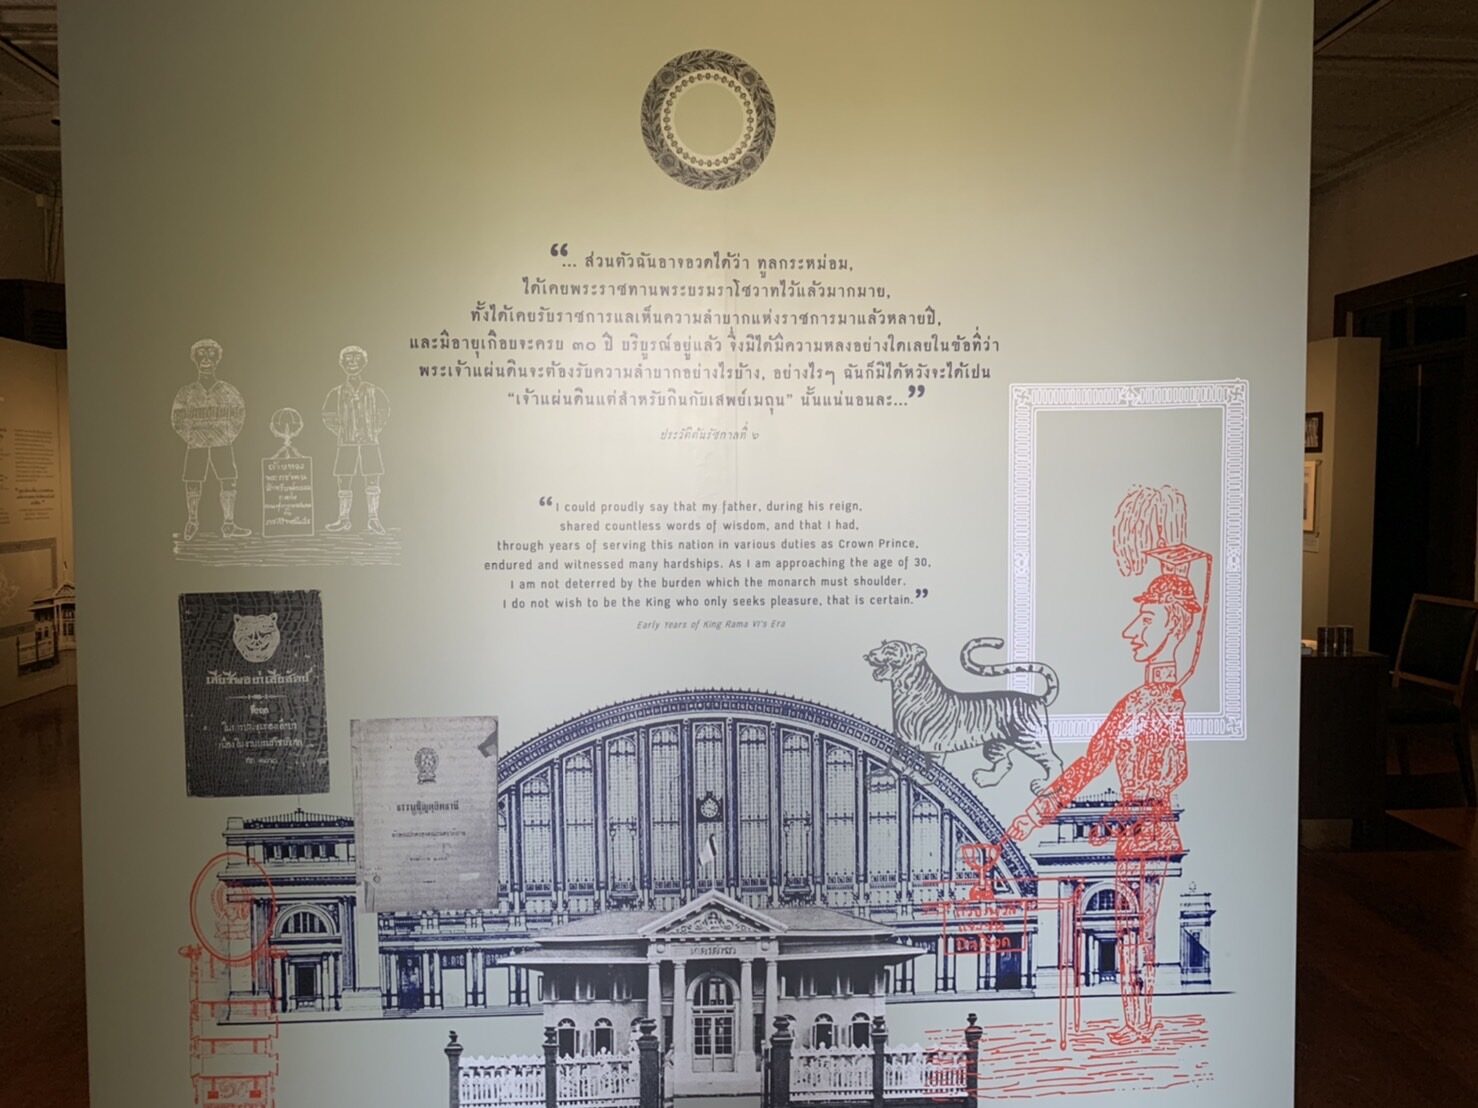 “... ส่วนตัวฉันอาจอวดได้ว่า ทูลกระหม่อม,
ได้เคยพระราชทานพระบรมราโชวาทไว้แล้วมากมาย,
ทั้งได้เคยรับราชการแลเห็นความลำบากแห่งราชการมาแล้วหลายปี,
และมีอายุเกือบจะครบ ๓๐ ปี บริบูรณ์อยู่แล้ว จึ่งมิได้มีความหลงอย่างใดเลยในข้อที่ว่า
พระเจ้าแผ่นดินจะต้องรับความลำบากอย่างไรบ้าง, อย่างไรๆ ฉันก็มิได้หวังจะได้เปน
“เจ้าแผ่นดินแต่สำหรับกินกับเสพย์เมถุน” นั้นแน่นอนละ...”
ประวัติต้นรัชกาลที่ ๖
“I could proudly say that my father, during his reign,
shared countless words of wisdom, and that I had,
through years of serving this nation in various duties as Crown Prince,
endured and witnessed many hardships. As I am approaching the age of 30,
I am not deterred by the burden which the monarch must shoulder.
I do not wish to be the King who only seeks pleasure, that is certain.”
Early Years of King Rama VI's Era
เสียชีพอย่าเสียสัตย์